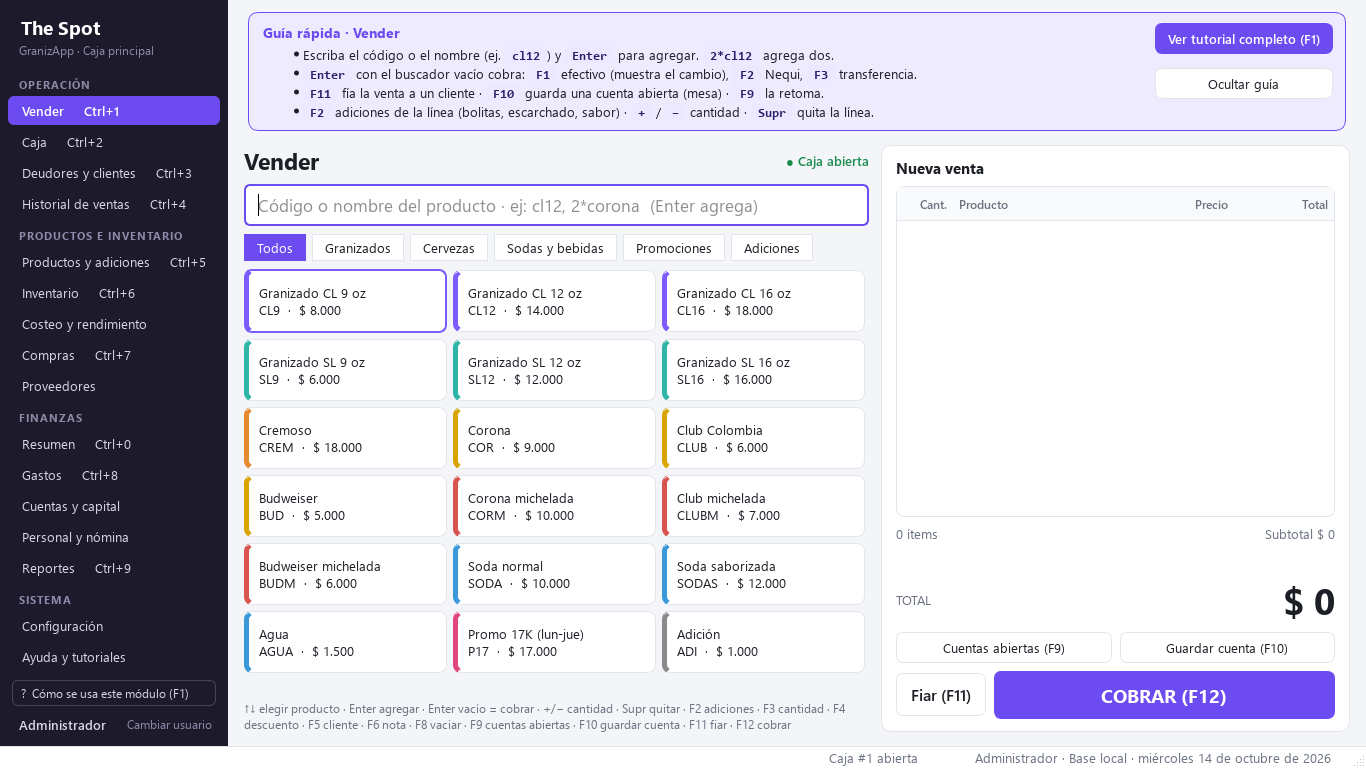 The Spot
GranizApp · Caja principal
OPERACIÓN
Vender Ctrl+1
Caja Ctrl+2
Deudores y clientes Ctrl+3
Historial de ventas Ctrl+4
PRODUCTOS E INVENTARIO
Productos y adiciones Ctrl+5
Inventario Ctrl+6
Costeo y rendimiento
Compras Ctrl+7
Proveedores
FINANZAS
Resumen Ctrl+0
Gastos Ctrl+8
Cuentas y capital
Personal y nómina
Reportes Ctrl+9
SISTEMA
Configuración
Ayuda y tutoriales
? Cómo se usa este módulo (F1)
Administrador Cambiar usuario
Guía rápida · Vender
• Escriba el código o el nombre (ej. cl12 ) y Enter para agregar. 2*cl12 agrega dos.
• Enter con el buscador vacío cobra: F1 efectivo (muestra el cambio), F2 Nequi, F3 transferencia.
• F11 fía la venta a un cliente · F10 guarda una cuenta abierta (mesa) · F9 la retoma.
• F2 adiciones de la línea (bolitas, escarchado, sabor) · + / − cantidad · Supr quita la línea.
Ver tutorial completo (F1)
Ocultar guía
Vender
● Caja abierta
Código o nombre del producto · ej: cl12, 2*corona (Enter agrega)
Todos Granizados Cervezas Sodas y bebidas Promociones Adiciones
Granizado CL 9 oz
CL9 · $ 8.000
Granizado CL 12 oz
CL12 · $ 14.000
Granizado CL 16 oz
CL16 · $ 18.000
Granizado SL 9 oz
SL9 · $ 6.000
Granizado SL 12 oz
SL12 · $ 12.000
Granizado SL 16 oz
SL16 · $ 16.000
Cremoso
CREM · $ 18.000
Corona
COR · $ 9.000
Club Colombia
CLUB · $ 6.000
Budweiser
BUD · $ 5.000
Corona michelada
CORM · $ 10.000
Club michelada
CLUBM · $ 7.000
Budweiser michelada
BUDM · $ 6.000
Soda normal
SODA · $ 10.000
Soda saborizada
SODAS · $ 12.000
Agua
AGUA · $ 1.500
Promo 17K (lun-jue)
P17 · $ 17.000
Adición
ADI · $ 1.000
↑↓ elegir producto · Enter agregar · Enter vacío = cobrar · +/− cantidad · Supr quitar · F2 adiciones · F3 cantidad · F4
descuento · F5 cliente · F6 nota · F8 vaciar · F9 cuentas abiertas · F10 guardar cuenta · F11 fiar · F12 cobrar
Nueva venta
Cant. Producto Precio Total
0 ítems Subtotal $ 0
TOTAL $ 0
Cuentas abiertas (F9) Guardar cuenta (F10)
Fiar (F11) COBRAR (F12)
Caja #1 abierta Administrador · Base local · miércoles 14 de octubre de 2026